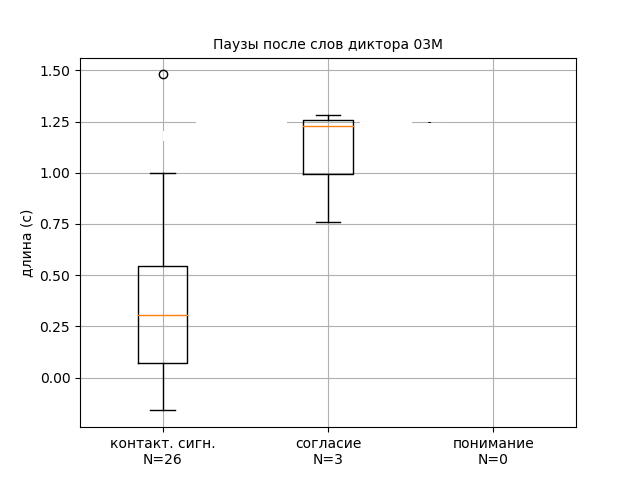 Паузы после слов диктора 03М
длина (с)
1.50
1.25
1.00
0.75
0.50
0.25
0.00
контакт. сигн.
N=26
согласие
N=3
понимание
N=0